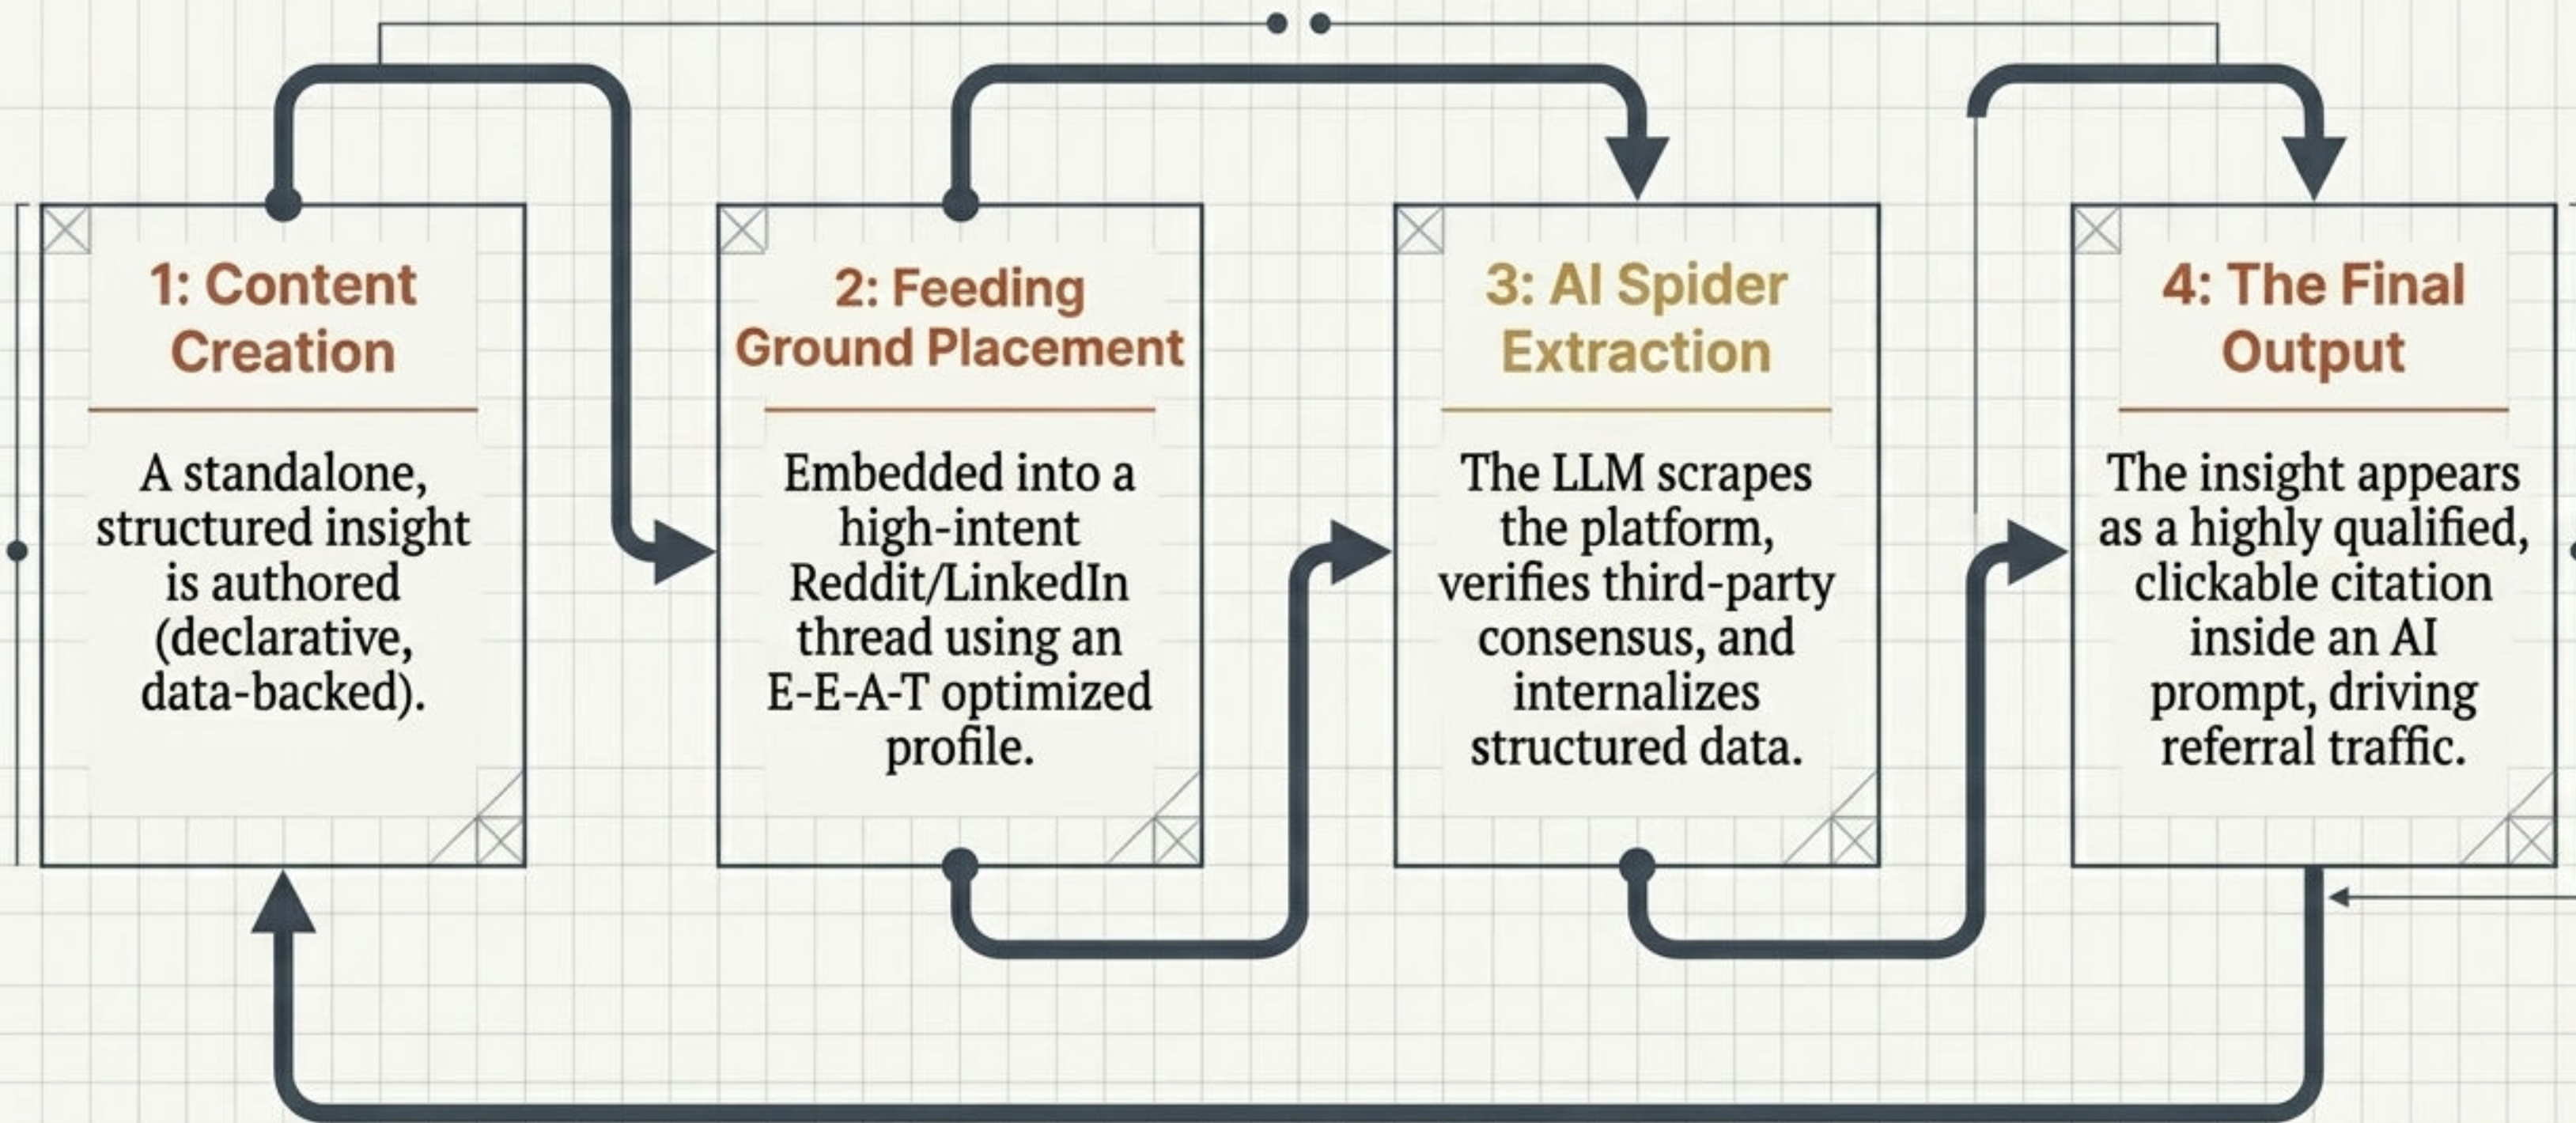 1: Content
Creation
A standalone,
structured insight
is authored
(declarative,
data-backed).
2: Feeding
Ground Placement
Embedded into a
high-intent
Reddit/LinkedIn
thread using an
E-E-A-T optimized
profile.
3: AI Spider
Extraction
The LLM scrapes
the platform,
verifies third-party
consensus, and
internalizes
structured data.
4: The Final
Output
The insight appears
as a highly qualified,
clickable citation
inside an AI
prompt, driving
referral traffic.